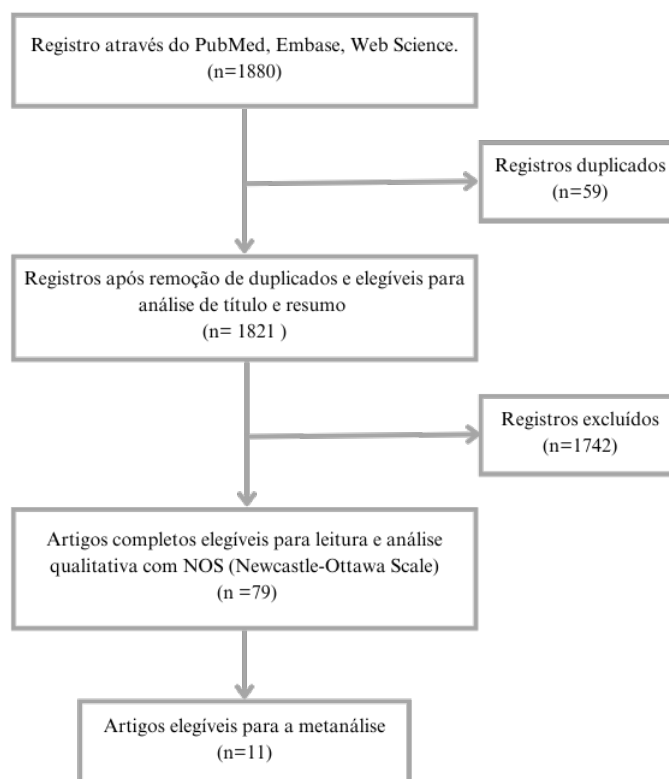 Registro através do PubMed, Embase, Web Science.
(n=1880)
Registros duplicados
(n=59)
Registros após remoção de duplicados e elegíveis para
análise de título e resumo
(n= 1821 )
Registros excluídos
(n=1742)
Artigos completos elegíveis para leitura e análise
qualitativa com NOS (Newcastle-Ottawa Scale)
(n =79)
Artigos elegíveis para a metanálise
(n=11)